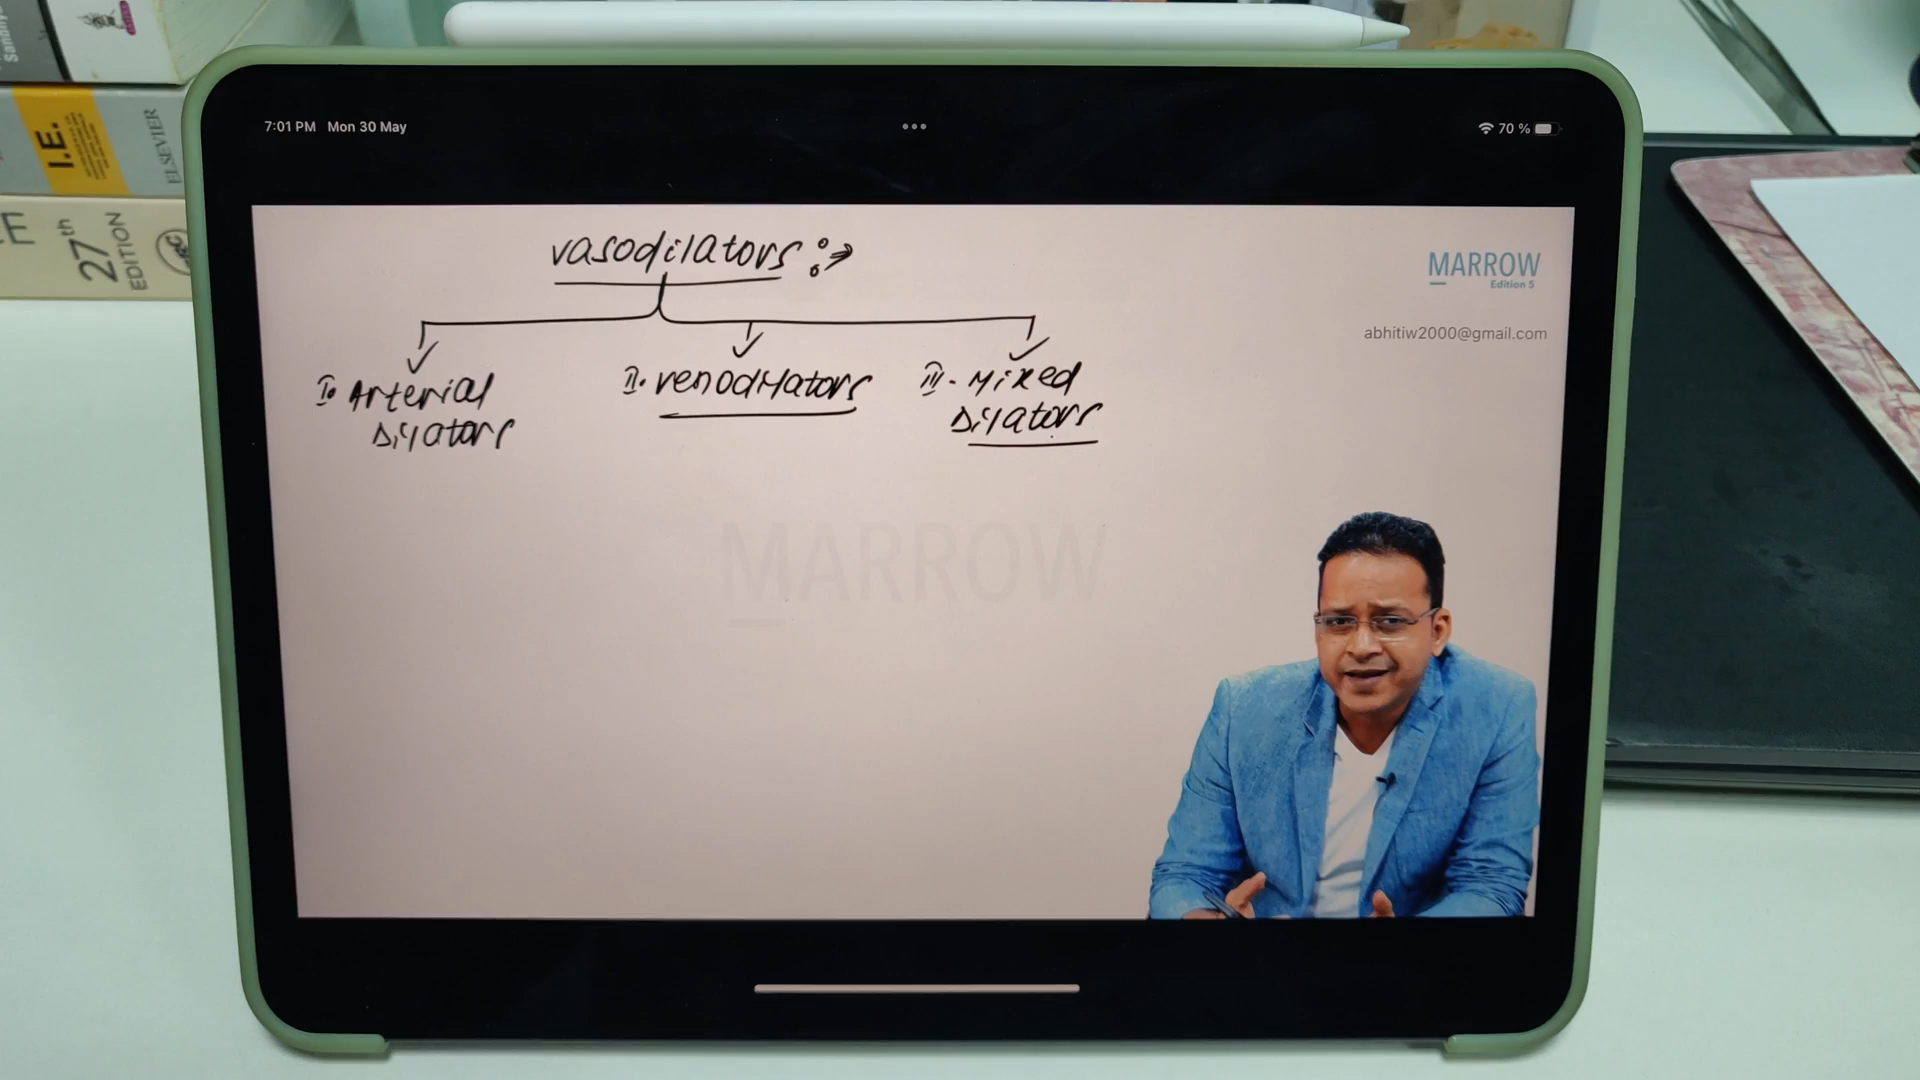 Sandhya
I.E.
ELSEVIER
27th
EDITION
7:01 PM Mon 30 May
70 %
vasodilators :→
MARROW
Edition 5
abhitiw2000@gmail.com
I. Arterial
Dilators
II. venodilators
III. Mixed
Dilators
MARROW